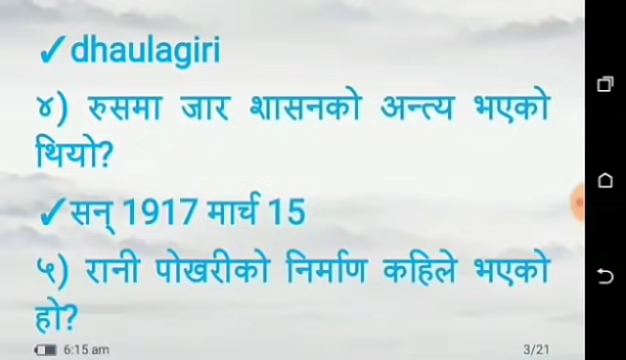 ✓dhaulagiri
४) रुसमा जार शासनको अन्त्य भएको
थियो?
✓सन् 1917 मार्च 15
५) रानी पोखरीको निर्माण कहिले भएको
हो?
6:15 am 3/21